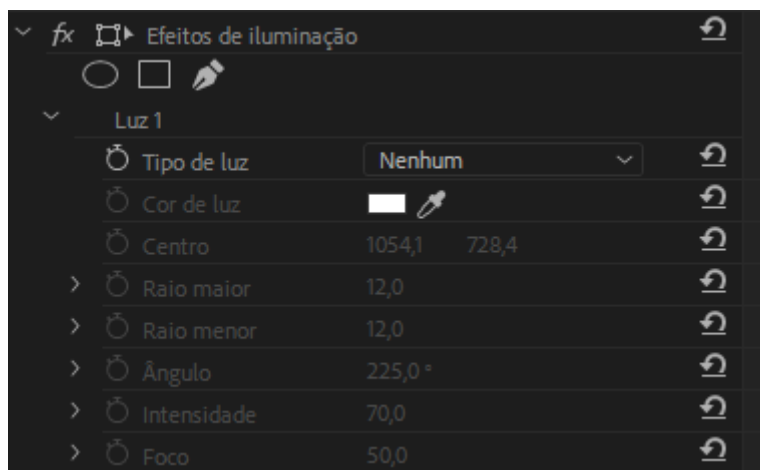 fx Efeitos de iluminação
Luz 1
Tipo de luz Nenhum
Cor de luz
Centro 1054,1 728,4
Raio maior 12,0
Raio menor 12,0
Ângulo 225,0 °
Intensidade 70,0
Foco 50,0